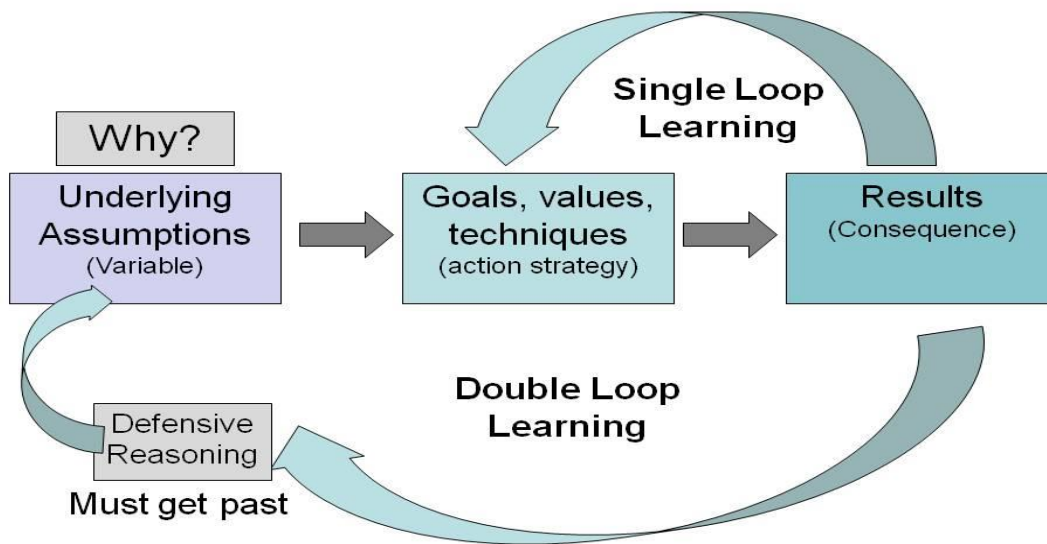 Single Loop
Learning
Why?
Underlying
Assumptions
(Variable)
Goals, values,
techniques
(action strategy)
Results
(Consequence)
Double Loop
Learning
Defensive
Reasoning
Must get past